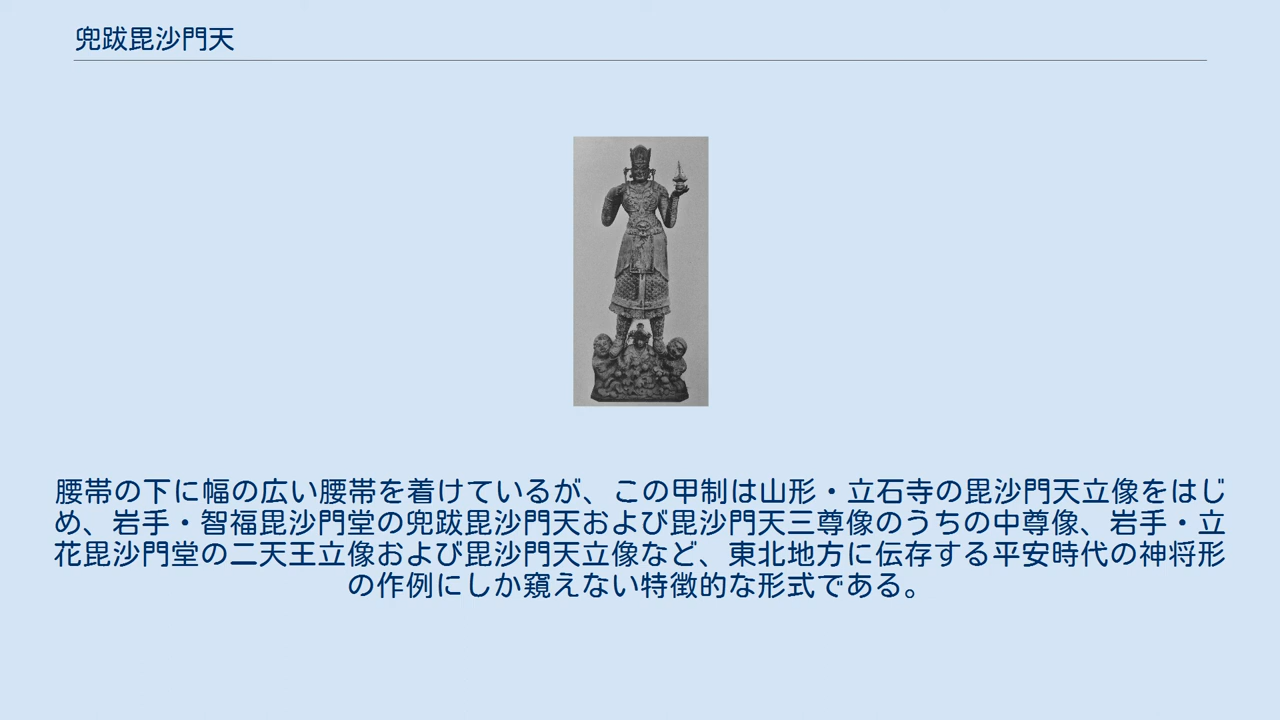 兜跋毘沙門天
腰帯の下に幅の広い腰帯を着けているが、この甲制は山形・立石寺の毘沙門天立像をはじ
め、岩手・智福毘沙門堂の兜跋毘沙門天および毘沙門天三尊像のうちの中尊像、岩手・立
花毘沙門堂の二天王立像および毘沙門天立像など、東北地方に伝存する平安時代の神将形
の作例にしか窺えない特徴的な形式である。